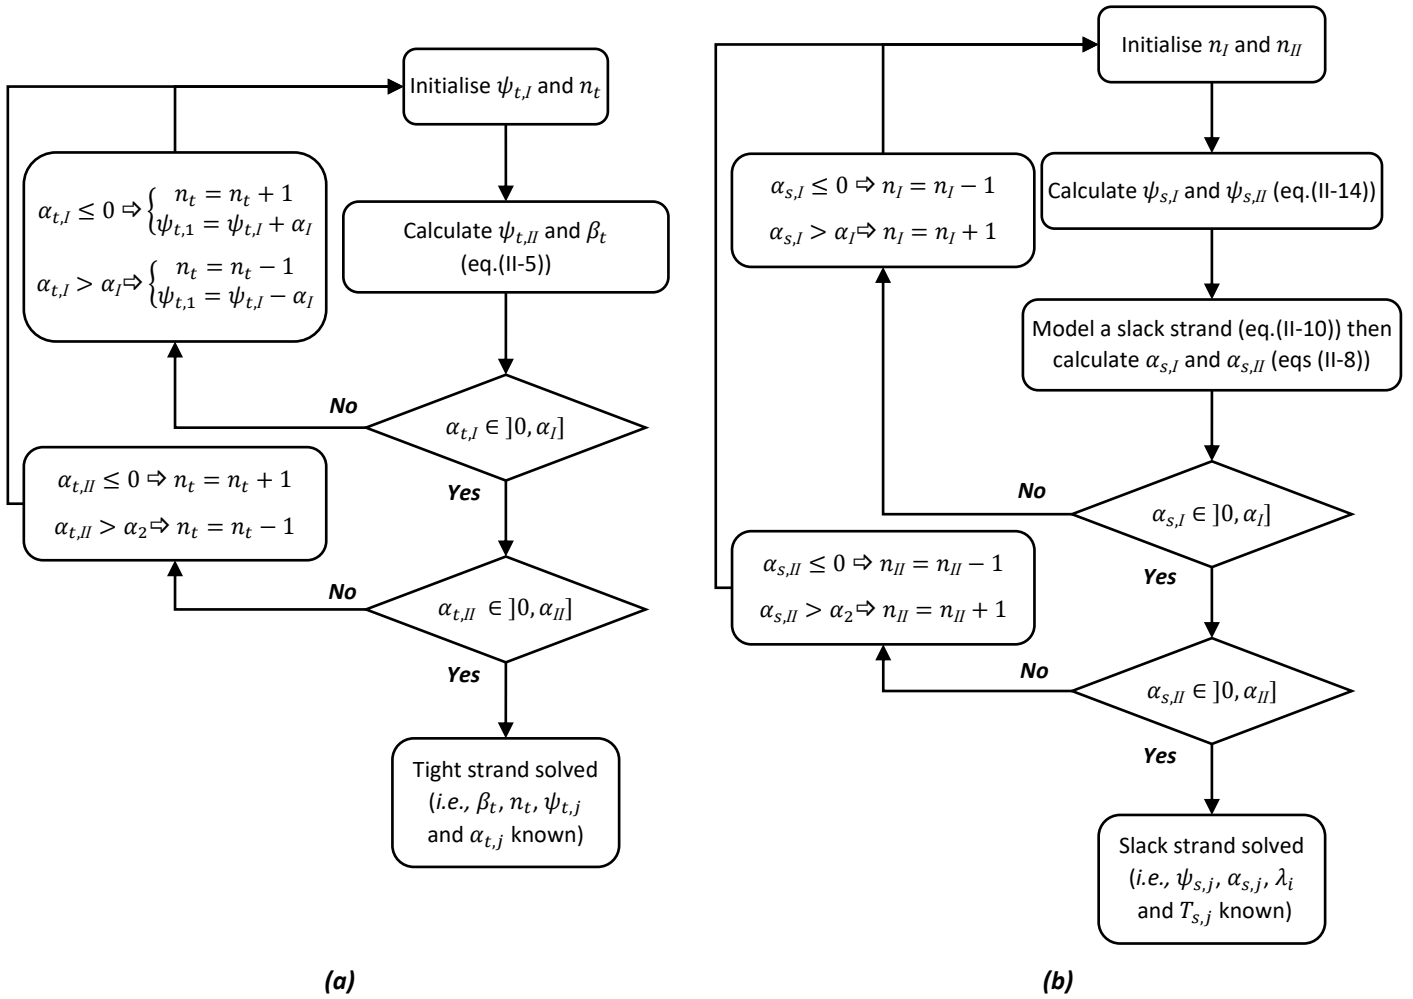 Initialise ψ_{t,I} and n_t
α_{t,I} ≤ 0 ⇨ { n_t = n_t + 1
ψ_{t,1} = ψ_{t,I} + α_I
α_{t,I} > α_I ⇨ { n_t = n_t − 1
ψ_{t,1} = ψ_{t,I} − α_I
Calculate ψ_{t,II} and β_t
(eq.(II-5))
No
α_{t,I} ∈ ]0, α_I]
Yes
α_{t,II} ≤ 0 ⇨ n_t = n_t + 1
α_{t,II} > α_2 ⇨ n_t = n_t − 1
No
α_{t,II} ∈ ]0, α_{II}]
Yes
Tight strand solved
(i.e., β_t, n_t, ψ_{t,j}
and α_{t,j} known)
(a)
Initialise n_I and n_{II}
α_{s,I} ≤ 0 ⇨ n_I = n_I − 1
α_{s,I} > α_I ⇨ n_I = n_I + 1
Calculate ψ_{s,I} and ψ_{s,II} (eq.(II-14))
Model a slack strand (eq.(II-10)) then
calculate α_{s,I} and α_{s,II} (eqs (II-8))
No
α_{s,I} ∈ ]0, α_I]
Yes
α_{s,II} ≤ 0 ⇨ n_{II} = n_{II} − 1
α_{s,II} > α_2 ⇨ n_{II} = n_{II} + 1
No
α_{s,II} ∈ ]0, α_{II}]
Yes
Slack strand solved
(i.e., ψ_{s,j}, α_{s,j}, λ_i
and T_{s,j} known)
(b)